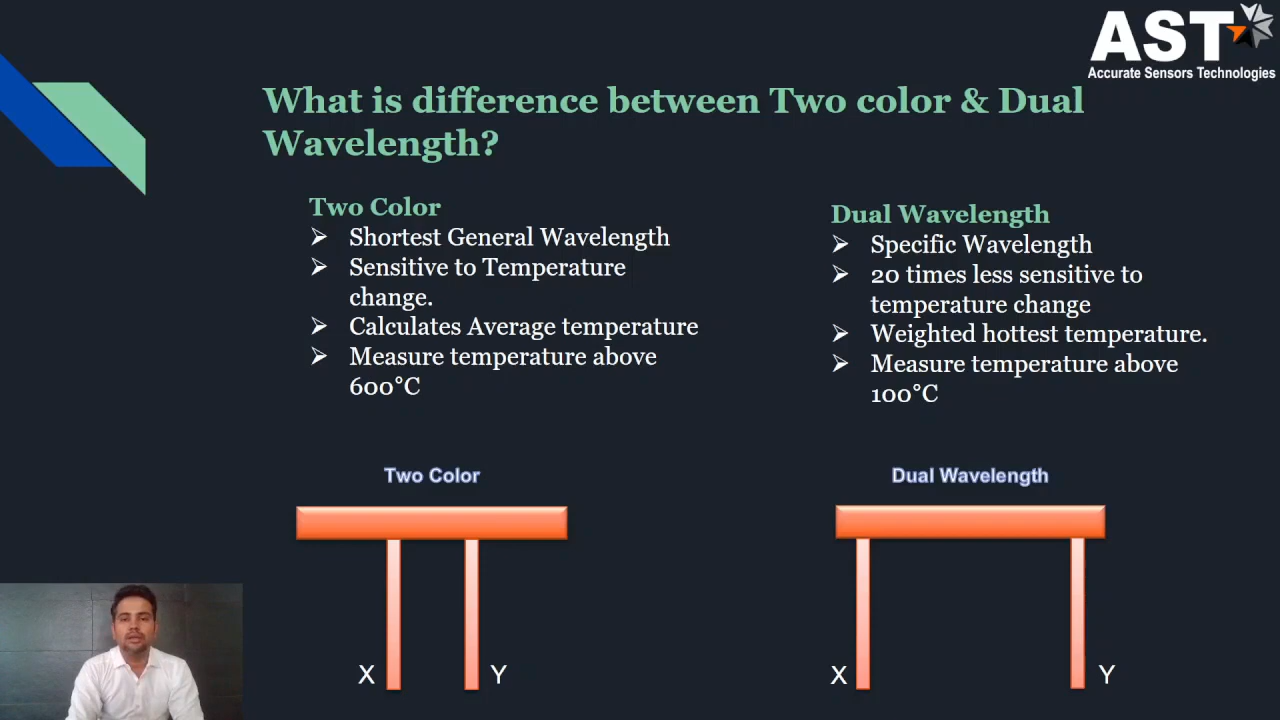 AST
Accurate Sensors Technologies
What is difference between Two color & Dual
Wavelength?
Two Color
Shortest General Wavelength
Sensitive to Temperature
change.
Calculates Average temperature
Measure temperature above
600°C
Dual Wavelength
Specific Wavelength
20 times less sensitive to
temperature change
Weighted hottest temperature.
Measure temperature above
100°C
Two Color
X
Y
Dual Wavelength
X
Y